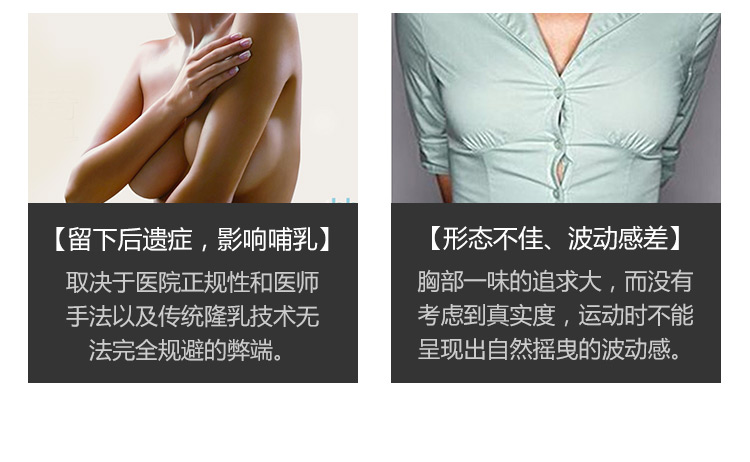 【留下后遗症，影响哺乳】
取决于医院正规性和医师
手法以及传统隆乳技术无
法完全规避的弊端。
【形态不佳、波动感差】
胸部一味的追求大，而没有
考虑到真实度，运动时不能
呈现出自然摇曳的波动感。